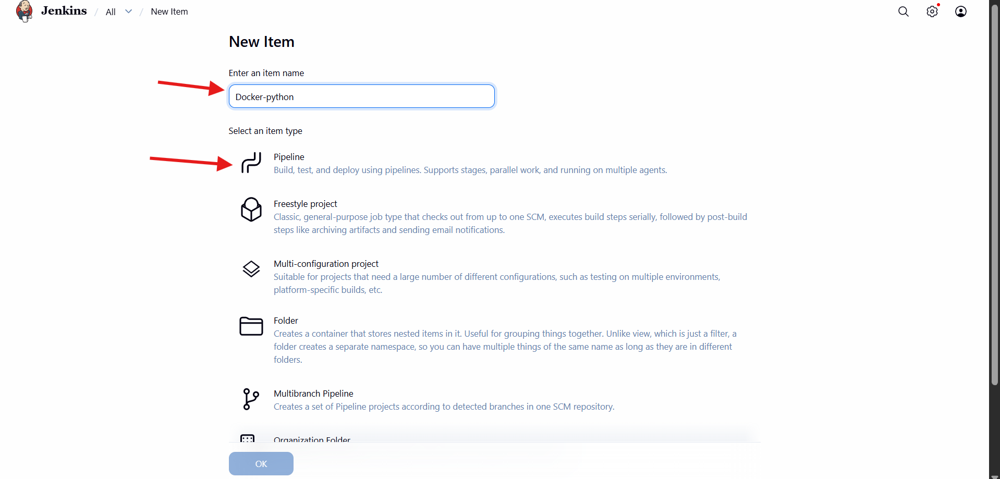 Jenkins / All / New Item
New Item
Enter an item name
Docker-python
Select an item type
Pipeline
Build, test, and deploy using pipelines. Supports stages, parallel work, and running on multiple agents.
Freestyle project
Classic, general-purpose job type that checks out from up to one SCM, executes build steps serially, followed by post-build
steps like archiving artifacts and sending email notifications.
Multi-configuration project
Suitable for projects that need a large number of different configurations, such as testing on multiple environments,
platform-specific builds, etc.
Folder
Creates a container that stores nested items in it. Useful for grouping things together. Unlike view, which is just a filter, a
folder creates a separate namespace, so you can have multiple things of the same name as long as they are in different
folders.
Multibranch Pipeline
Creates a set of Pipeline projects according to detected branches in one SCM repository.
Organization Folder
OK